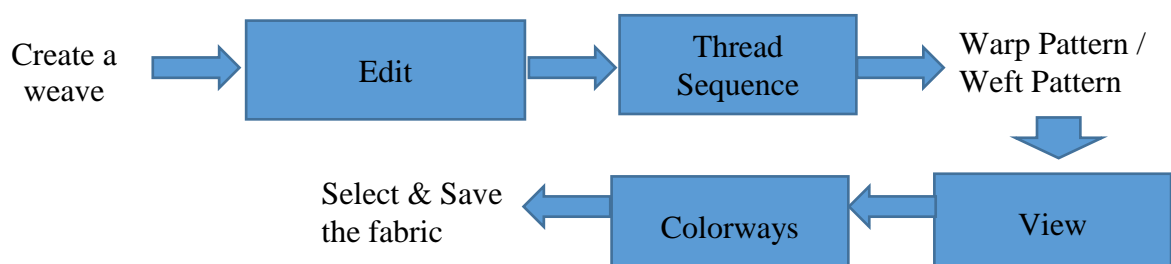 Create a
weave
Edit
Thread
Sequence
Warp Pattern /
Weft Pattern
View
Colorways
Select & Save
the fabric